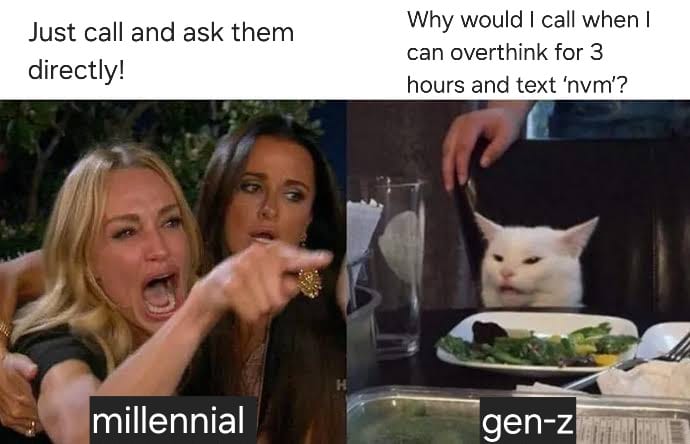 Just call and ask them
directly!
Why would I call when I
can overthink for 3
hours and text ‘nvm’?
millennial
gen-z